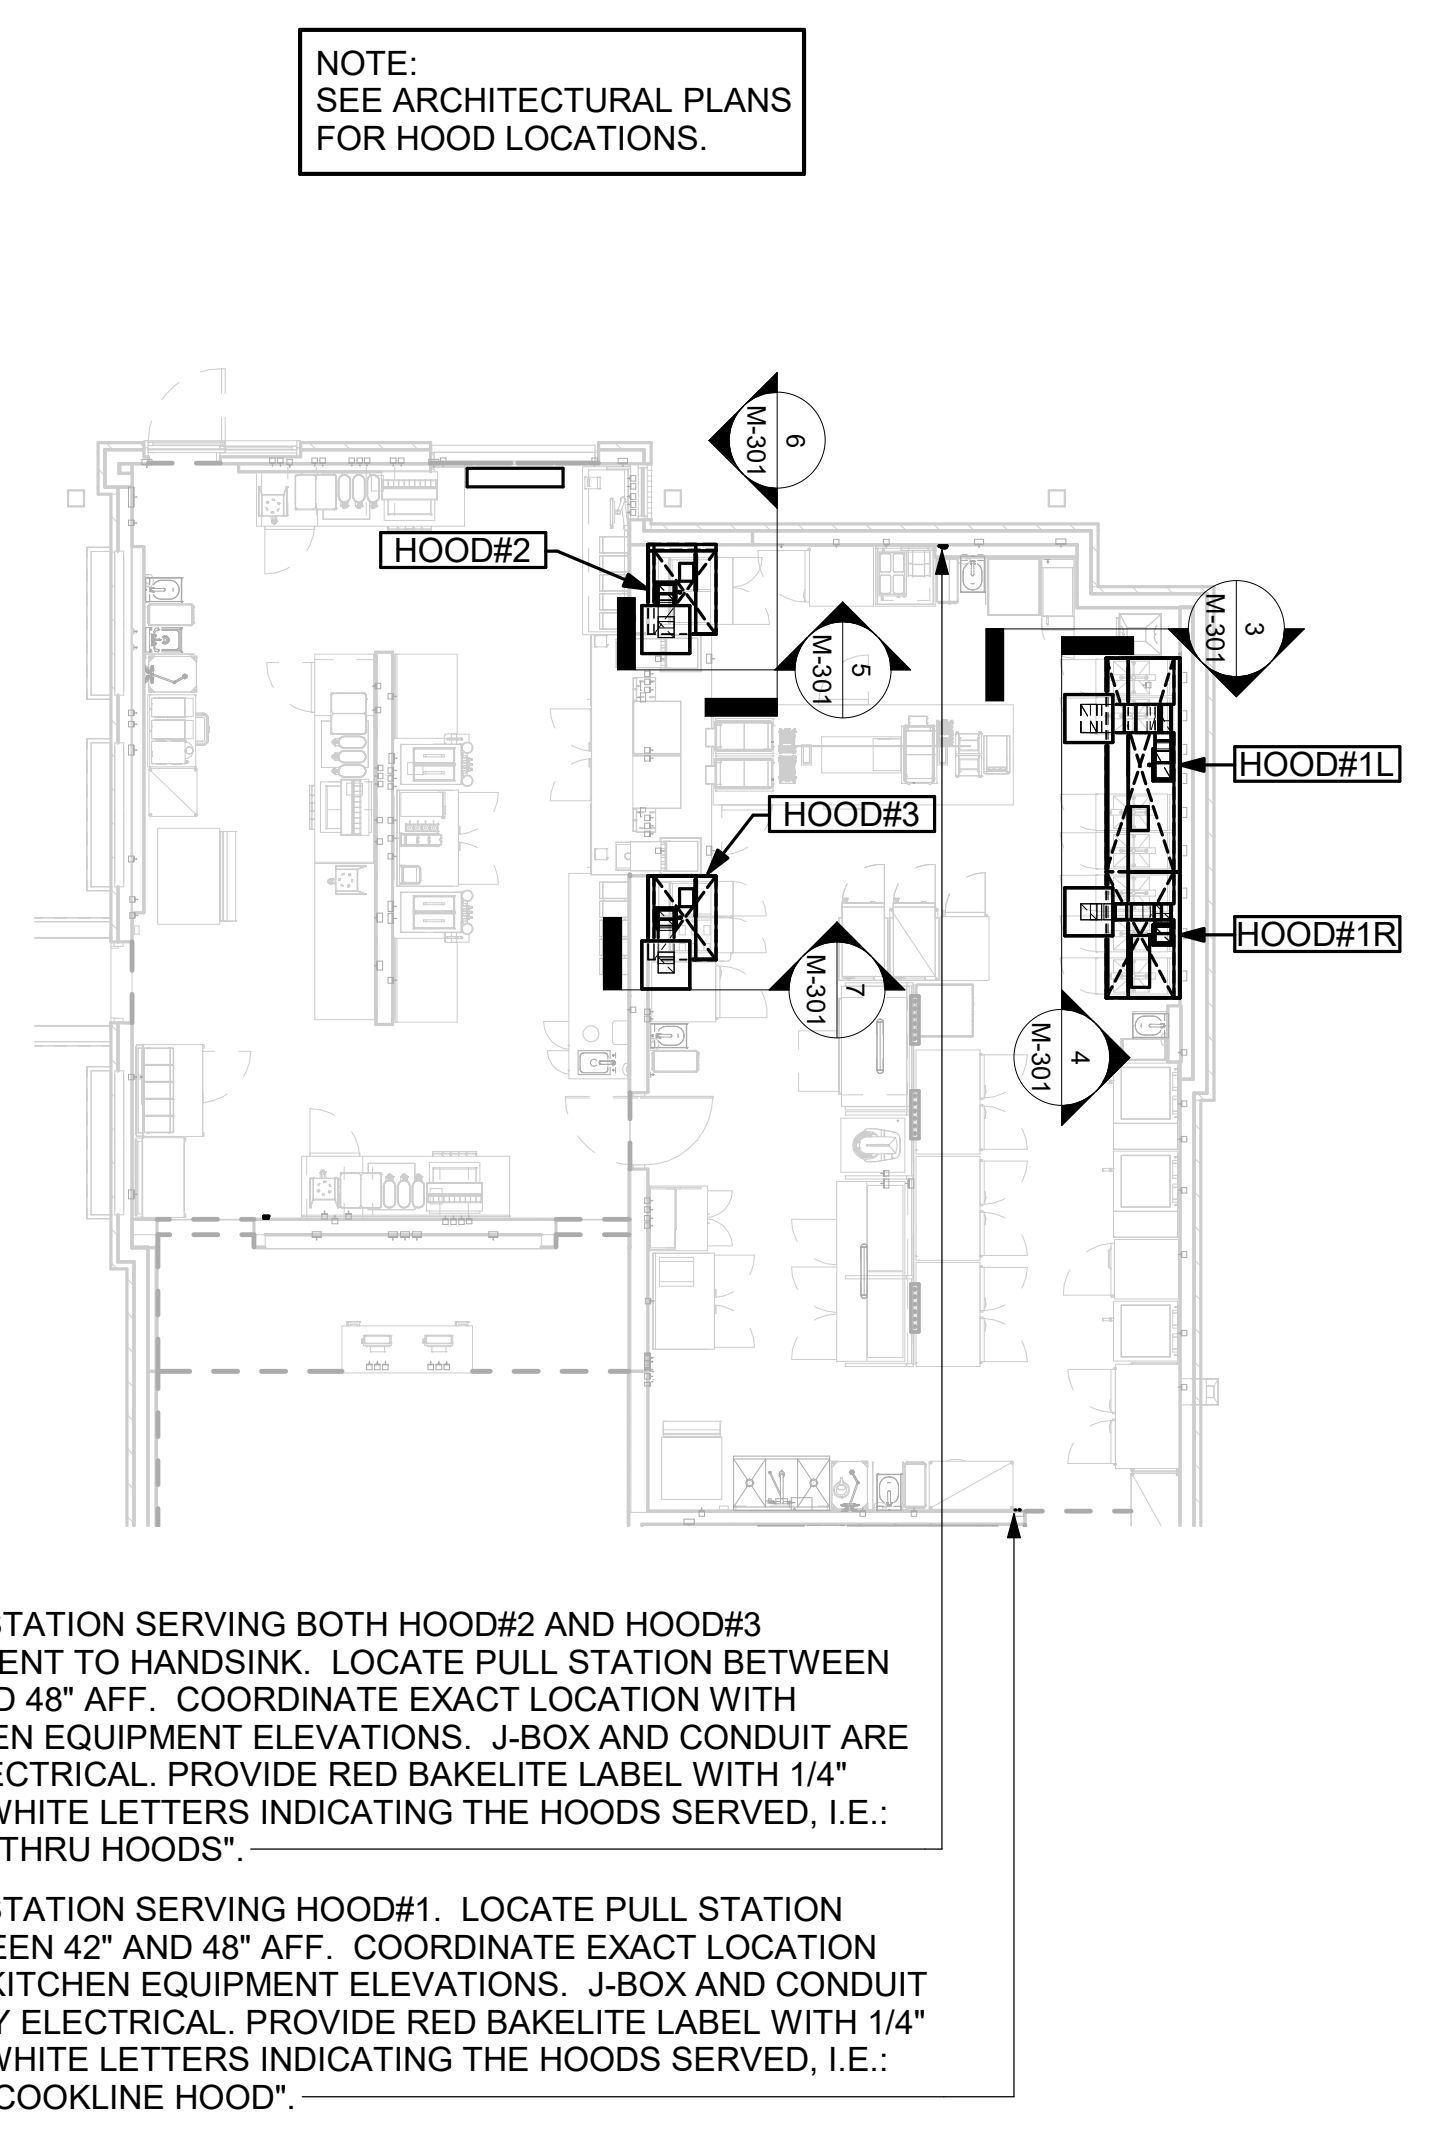 NOTE:
SEE ARCHITECTURAL PLANS
FOR HOOD LOCATIONS.
6
M-301
HOOD#2
3
M-301
5
M-301
HOOD#1L
HOOD#3
HOOD#1R
7
M-301
4
M-301
STATION SERVING BOTH HOOD#2 AND HOOD#3
ENT TO HANDSINK. LOCATE PULL STATION BETWEEN
D 48" AFF. COORDINATE EXACT LOCATION WITH
EN EQUIPMENT ELEVATIONS. J-BOX AND CONDUIT ARE
ECTRICAL. PROVIDE RED BAKELITE LABEL WITH 1/4"
WHITE LETTERS INDICATING THE HOODS SERVED, I.E.:
THRU HOODS".
STATION SERVING HOOD#1. LOCATE PULL STATION
EEN 42" AND 48" AFF. COORDINATE EXACT LOCATION
KITCHEN EQUIPMENT ELEVATIONS. J-BOX AND CONDUIT
Y ELECTRICAL. PROVIDE RED BAKELITE LABEL WITH 1/4"
WHITE LETTERS INDICATING THE HOODS SERVED, I.E.:
COOKLINE HOOD".